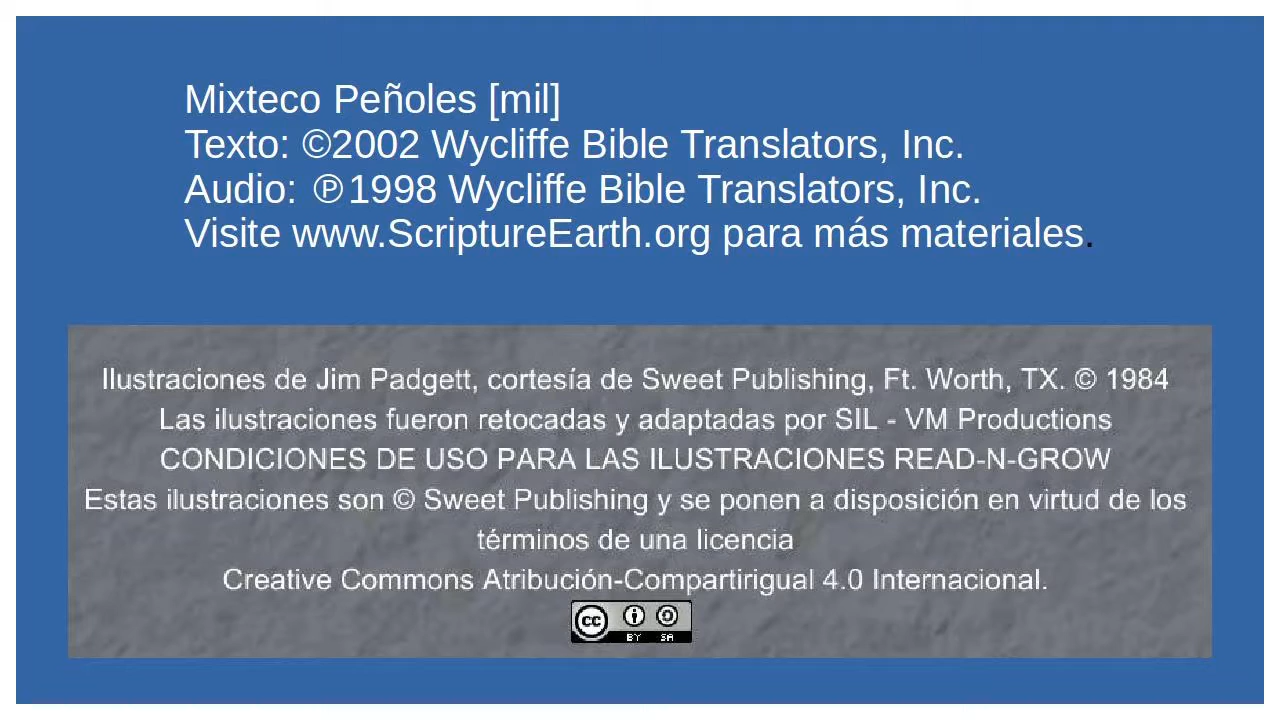 Mixteco Peñoles [mil]
Texto: ©2002 Wycliffe Bible Translators, Inc.
Audio: ℗1998 Wycliffe Bible Translators, Inc.
Visite www.ScriptureEarth.org para más materiales.
Ilustraciones de Jim Padgett, cortesía de Sweet Publishing, Ft. Worth, TX. © 1984
Las ilustraciones fueron retocadas y adaptadas por SIL - VM Productions
CONDICIONES DE USO PARA LAS ILUSTRACIONES READ-N-GROW
Estas ilustraciones son © Sweet Publishing y se ponen a disposición en virtud de los
términos de una licencia
Creative Commons Atribución-Compartirigual 4.0 Internacional.
cc
BY SA